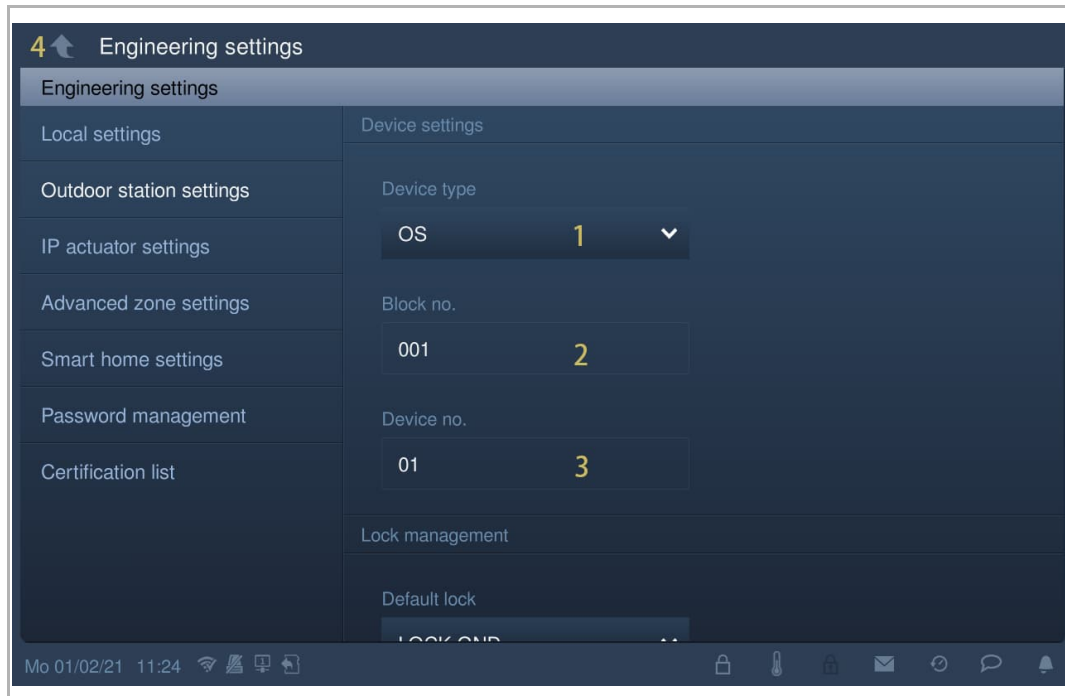 4 Engineering settings
Engineering settings
Local settings
Outdoor station settings
IP actuator settings
Advanced zone settings
Smart home settings
Password management
Certification list
Device settings
Device type
OS 1
Block no.
001 2
Device no.
01 3
Lock management
Default lock
LOCK-GND
Mo 01/02/21 11:24